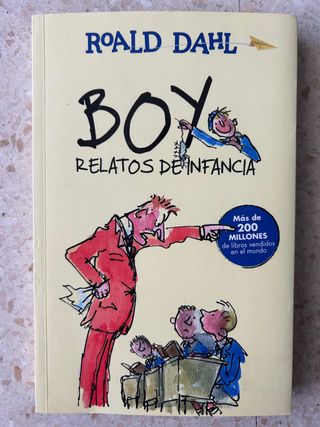 ROALD DAHL
BOY
RELATOS DE INFANCIA
Más de
200
MILLONES
de libros vendidos
en el mundo